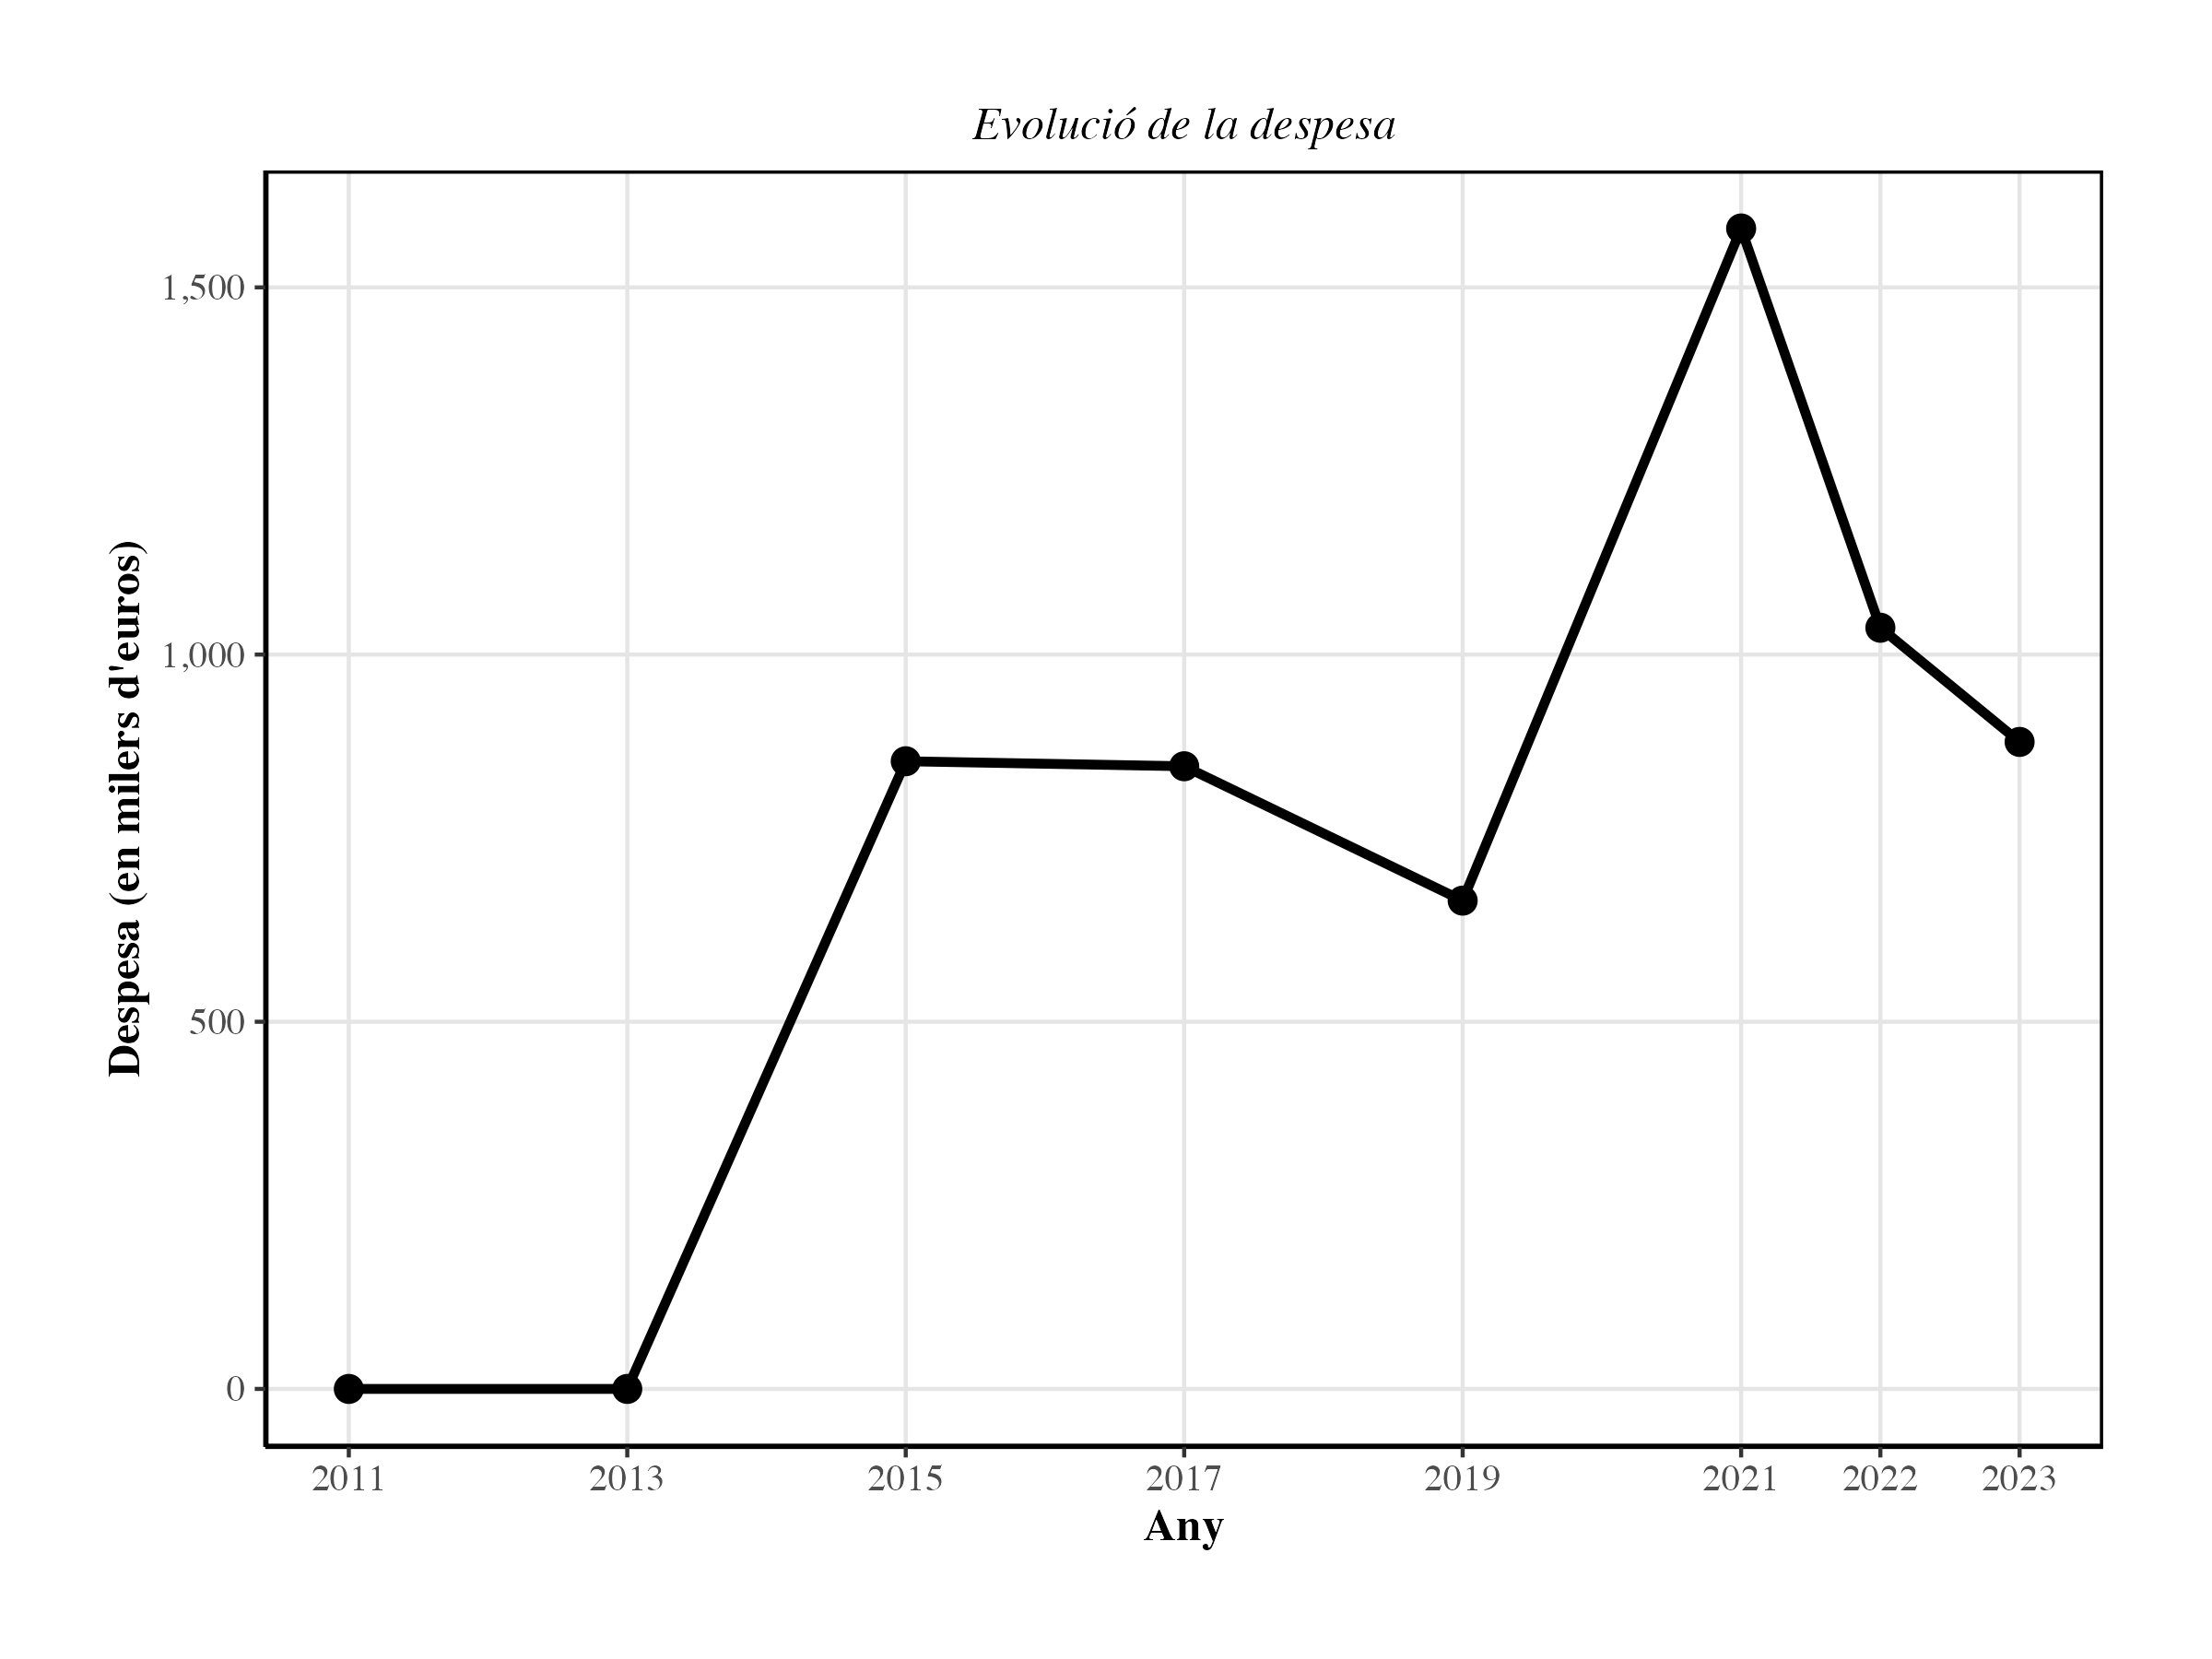 Evolució de la despesa
Despesa (en milers d'euros)
1,500
1,000
500
0
2011 2013 2015 2017 2019 2021 2022 2023
Any